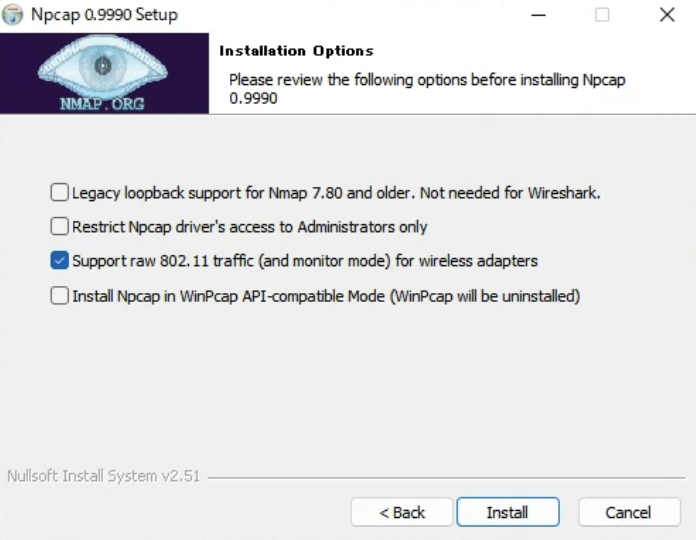 Npcap 0.9990 Setup
Installation Options
Please review the following options before installing Npcap
0.9990
NMAP.ORG
Legacy loopback support for Nmap 7.80 and older. Not needed for Wireshark.
Restrict Npcap driver's access to Administrators only
Support raw 802.11 traffic (and monitor mode) for wireless adapters
Install Npcap in WinPcap API-compatible Mode (WinPcap will be uninstalled)
Nullsoft Install System v2.51
< Back
Install
Cancel